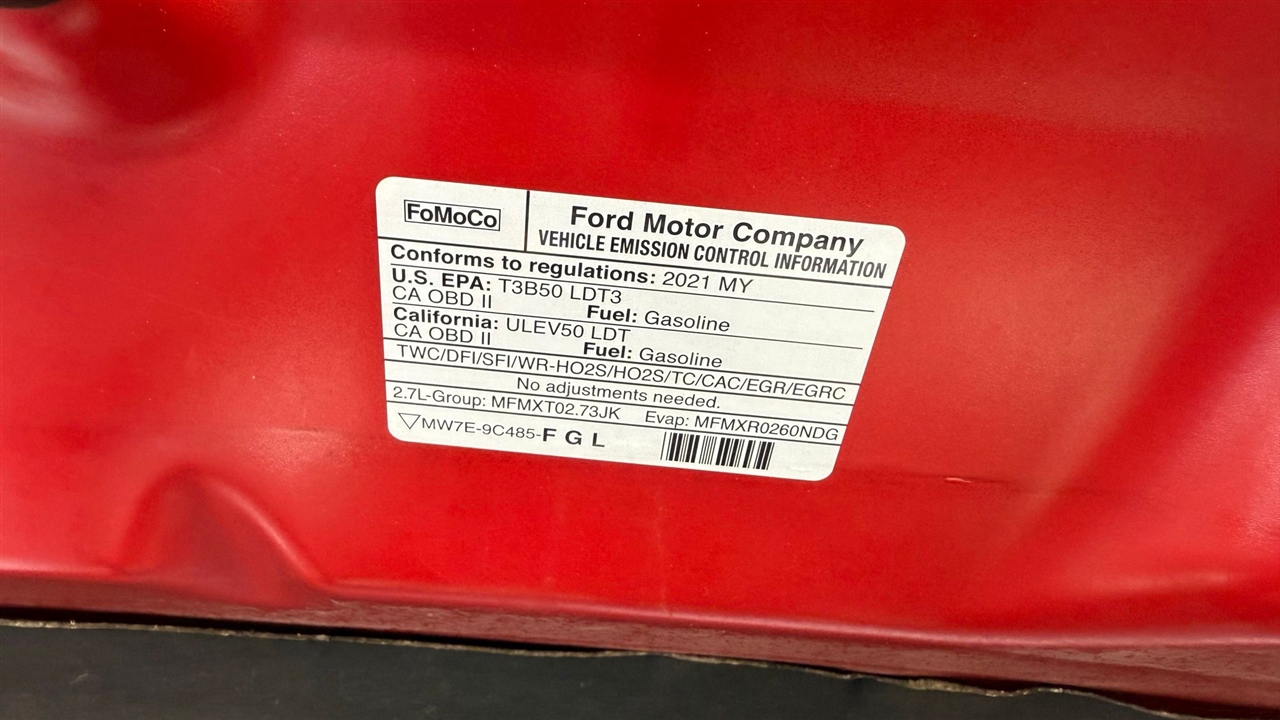 FoMoCo
Ford Motor Company
VEHICLE EMISSION CONTROL INFORMATION
Conforms to regulations: 2021 MY
U.S. EPA: T3B50 LDT3
CA OBD II Fuel: Gasoline
California: ULEV50 LDT
CA OBD II Fuel: Gasoline
TWC/DFI/SFI/WR-HO2S/HO2S/TC/CAC/EGR/EGRC
No adjustments needed.
2.7L-Group: MFMXT02.73JK Evap: MFMXR0260NDG
MW7E-9C485-F G L